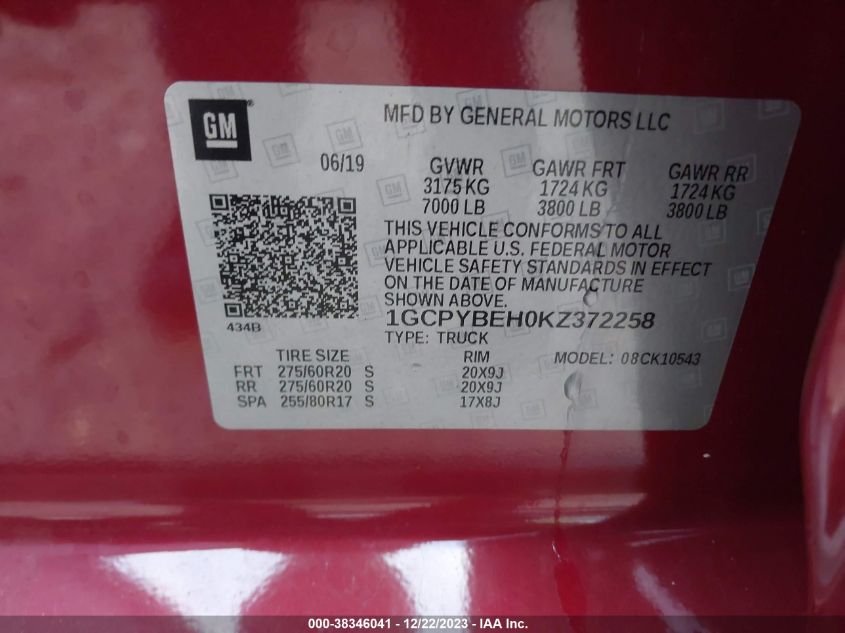 GM
MFD BY GENERAL MOTORS LLC
06/19 GVWR GAWR FRT GAWR RR
3175 KG 1724 KG 1724 KG
7000 LB 3800 LB 3800 LB
THIS VEHICLE CONFORMS TO ALL
APPLICABLE U.S. FEDERAL MOTOR
VEHICLE SAFETY STANDARDS IN EFFECT
ON THE DATE OF MANUFACTURE
SHOWN ABOVE.
434B
1GCPYBEH0KZ372258
TYPE: TRUCK MODEL: 08CK10543
TIRE SIZE RIM
FRT 275/60R20 S 20X9J
RR 275/60R20 S 20X9J
SPA 255/80R17 S 17X8J
000-38346041 - 12/22/2023 - IAA Inc.